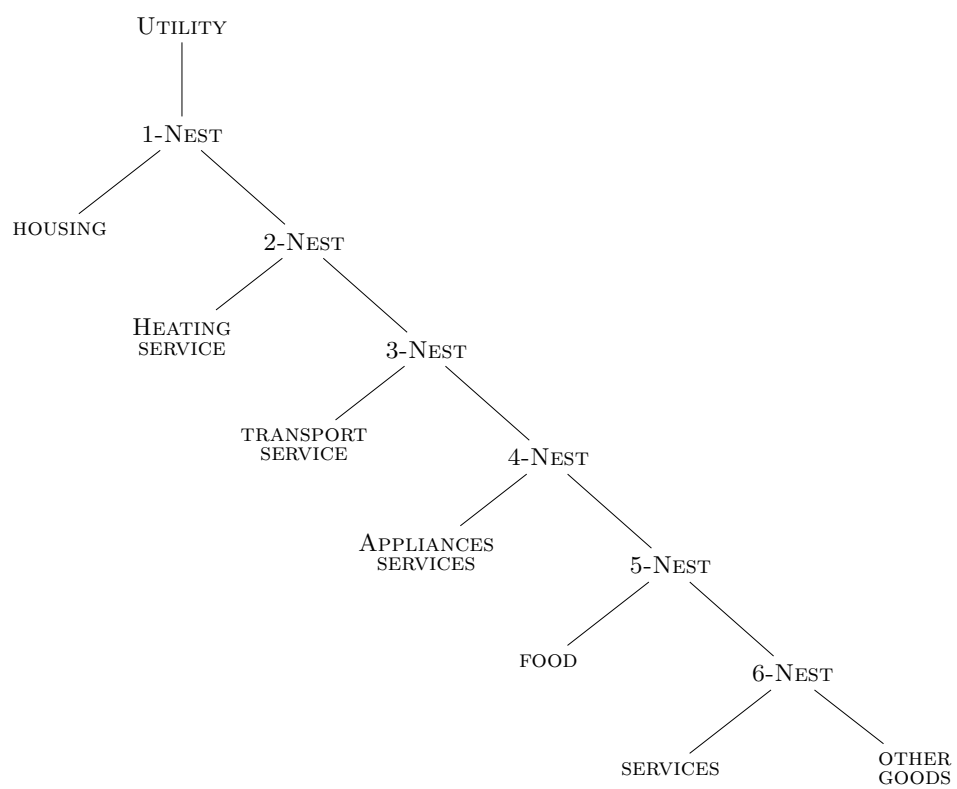 Utility
1-Nest
housing
2-Nest
Heating
service
3-Nest
transport
service
4-Nest
Appliances
services
5-Nest
food
6-Nest
services
other
goods